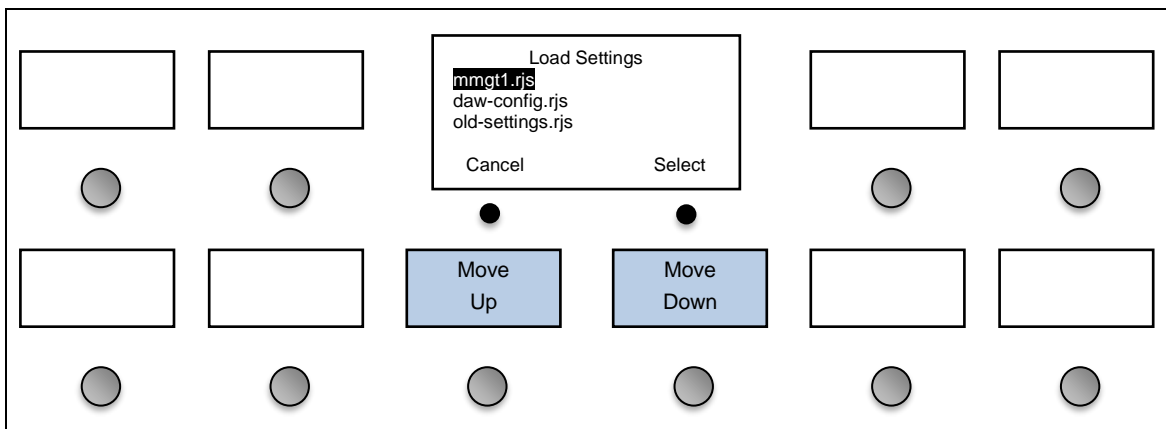 Load Settings
mmgt1.rjs
daw-config.rjs
old-settings.rjs
Cancel Select
Move Move
Up Down